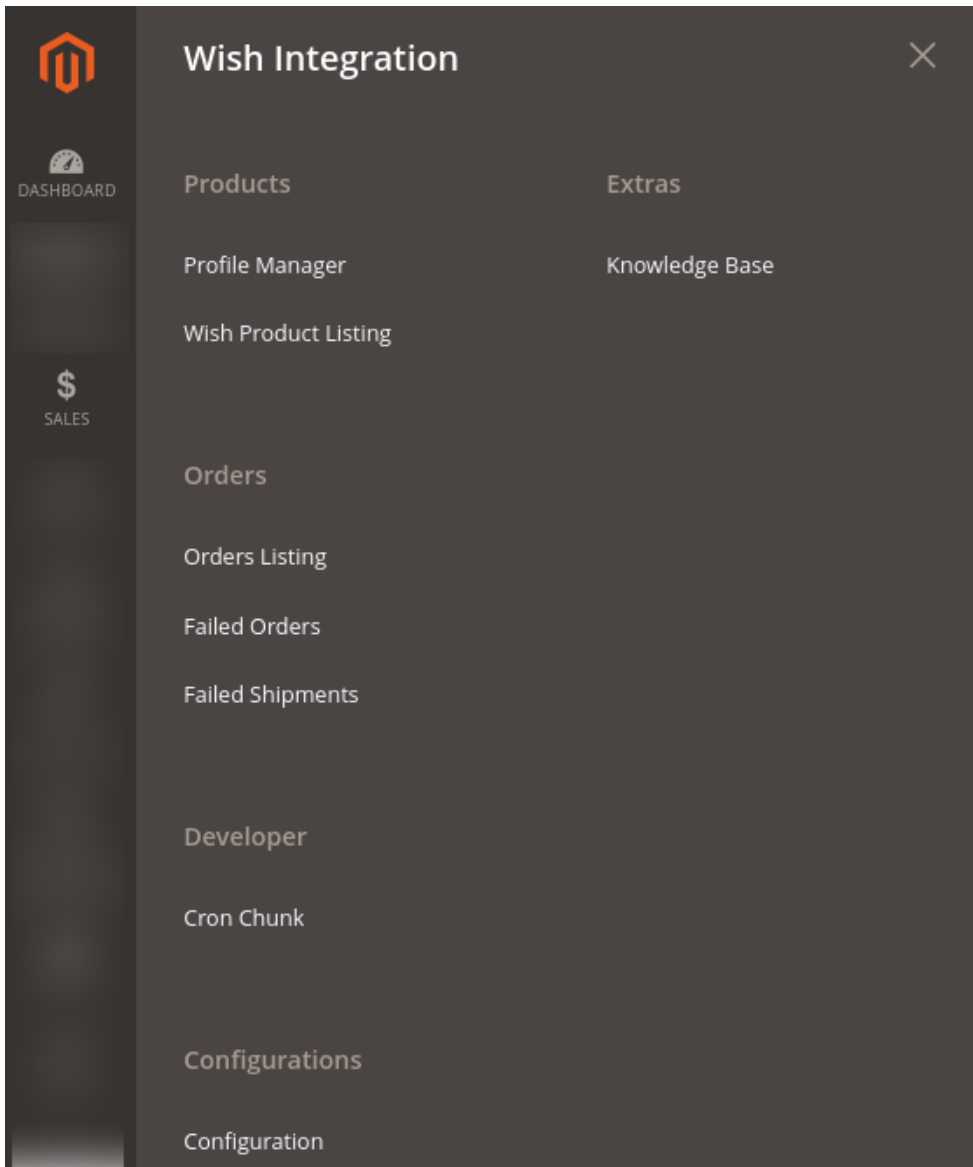 Wish Integration
DASHBOARD
SALES
Products
Profile Manager
Wish Product Listing
Orders
Orders Listing
Failed Orders
Failed Shipments
Developer
Cron Chunk
Configurations
Configuration
Extras
Knowledge Base